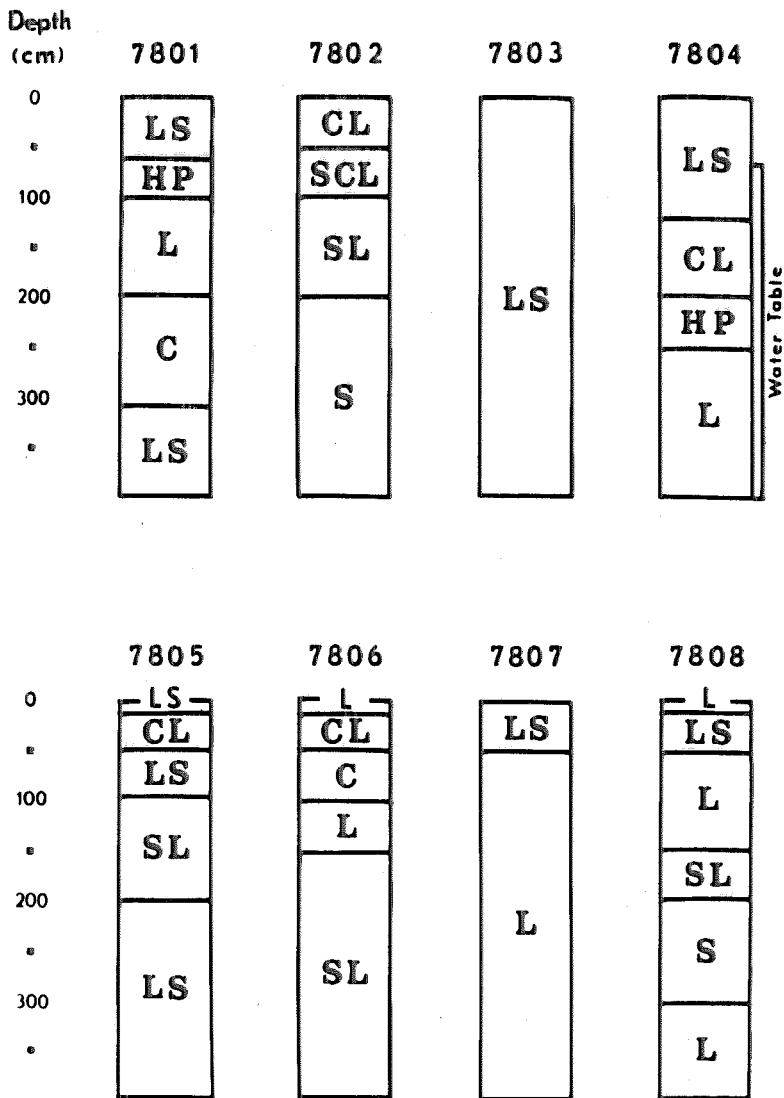 Depth
(cm) 7801 7802 7803 7804
0
LS CL
LS
HP SCL
100
L SL CL
200
LS
HP
C
Water Table
S
300
L
LS
7805 7806 7807 7808
0 LS L L
CL CL LS LS
LS C
100
L L
SL
SL
200
L
S
SL
LS
300
L